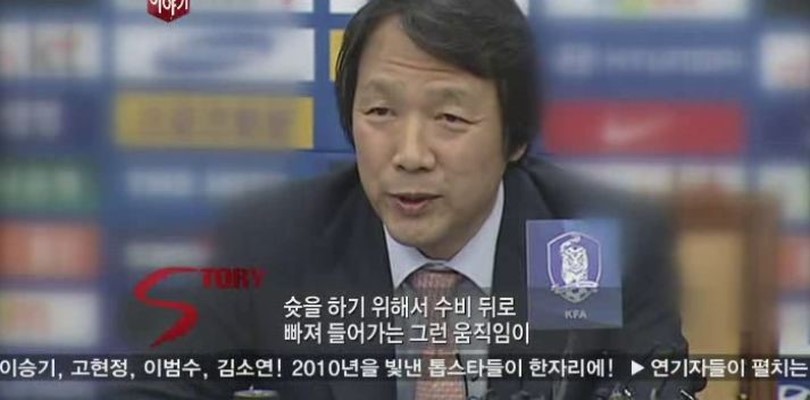 이야기
KFA
STORY
슛을 하기 위해서 수비 뒤로
빠져 들어가는 그런 움직임이
이승기, 고현정, 이범수, 김소연! 2010년을 빛낸 톱스타들이 한자리에! ▶ 연기자들이 펼치는